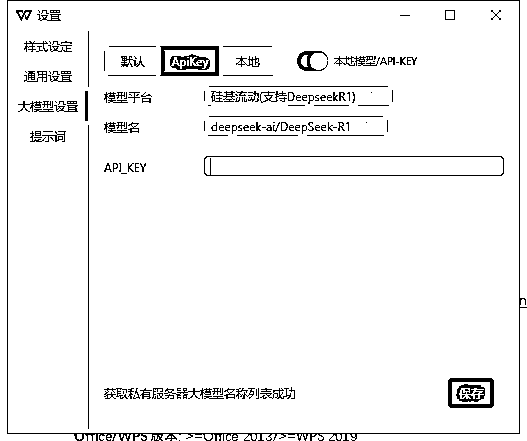 设置
样式设定
通用设置
大模型设置
提示词
默认 ApiKey 本地 本地模型/API-KEY
模型平台 硅基流动(支持DeepseekR1)
模型名 deepseek-ai/DeepSeek-R1
API_KEY
n
获取私有服务器大模型名称列表成功 保存
Office/WPS 版本: >=Office 2013/>=WPS 2019